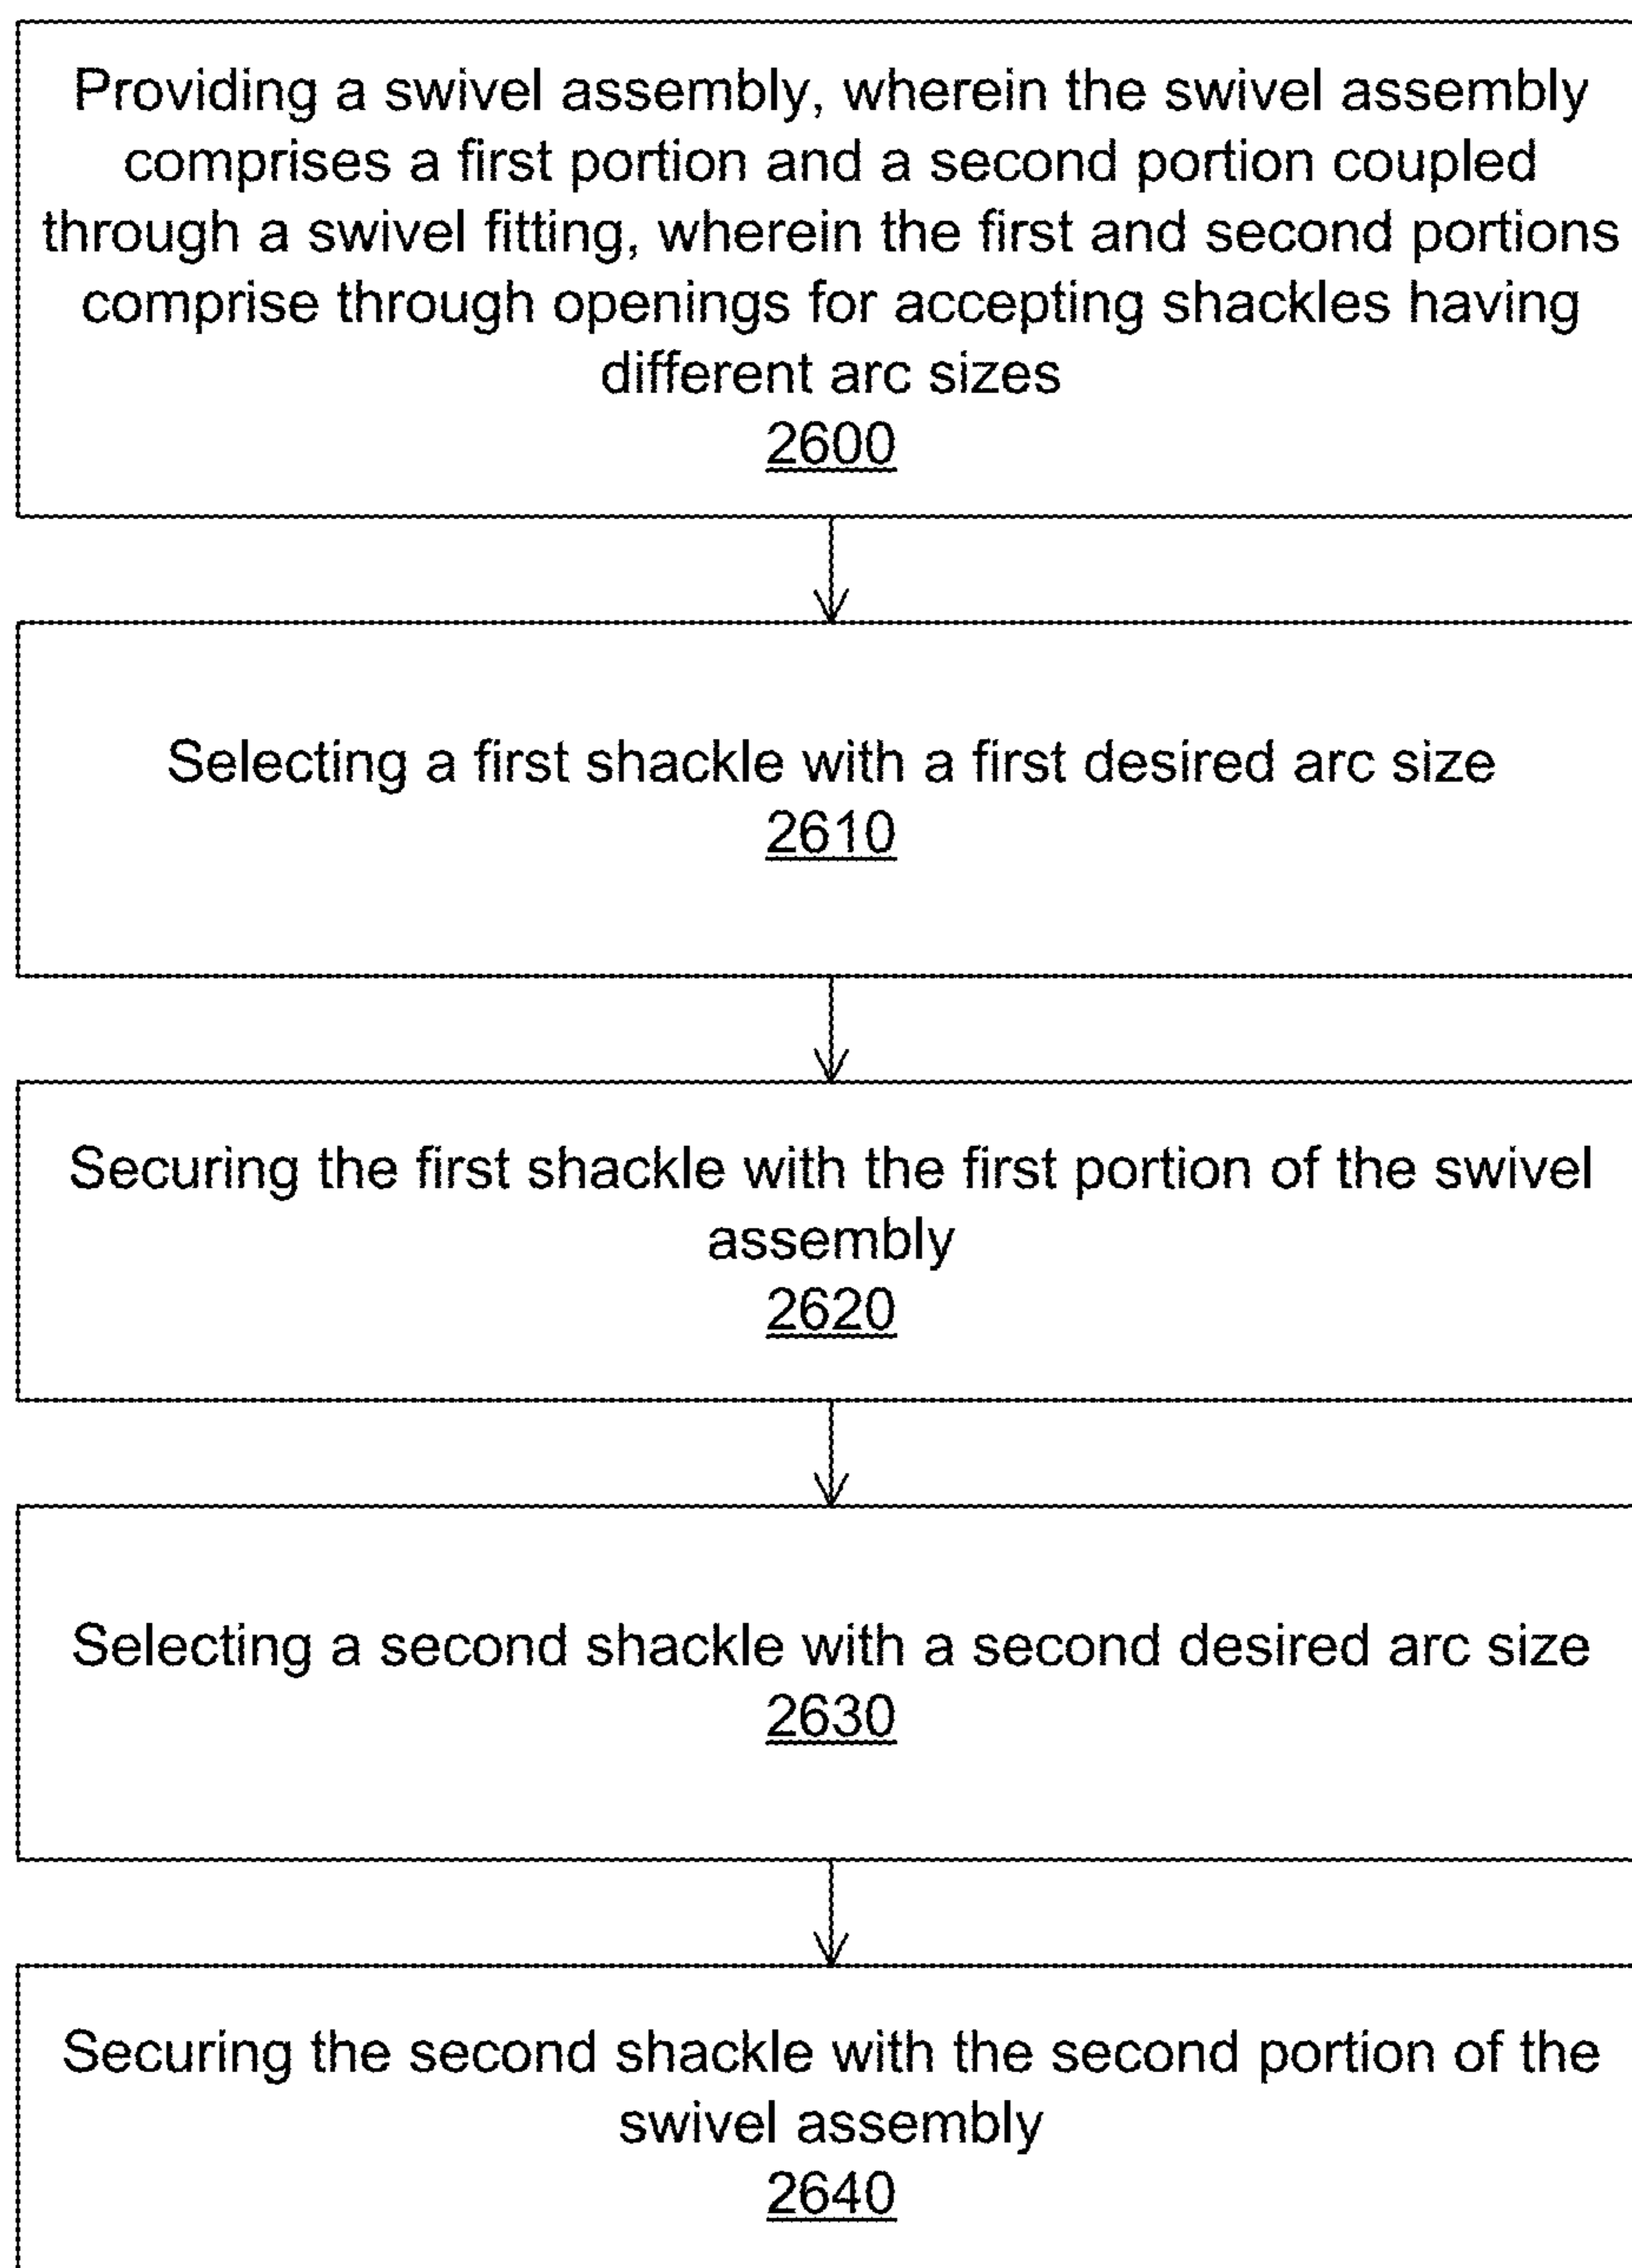 Providing a swivel assembly, wherein the swivel assembly
comprises a first portion and a second portion coupled
through a swivel fitting, wherein the first and second portions
comprise through openings for accepting shackles having
different arc sizes
2600
Selecting a first shackle with a first desired arc size
2610
Securing the first shackle with the first portion of the swivel
assembly
2620
Selecting a second shackle with a second desired arc size
2630
Securing the second shackle with the second portion of the
swivel assembly
2640